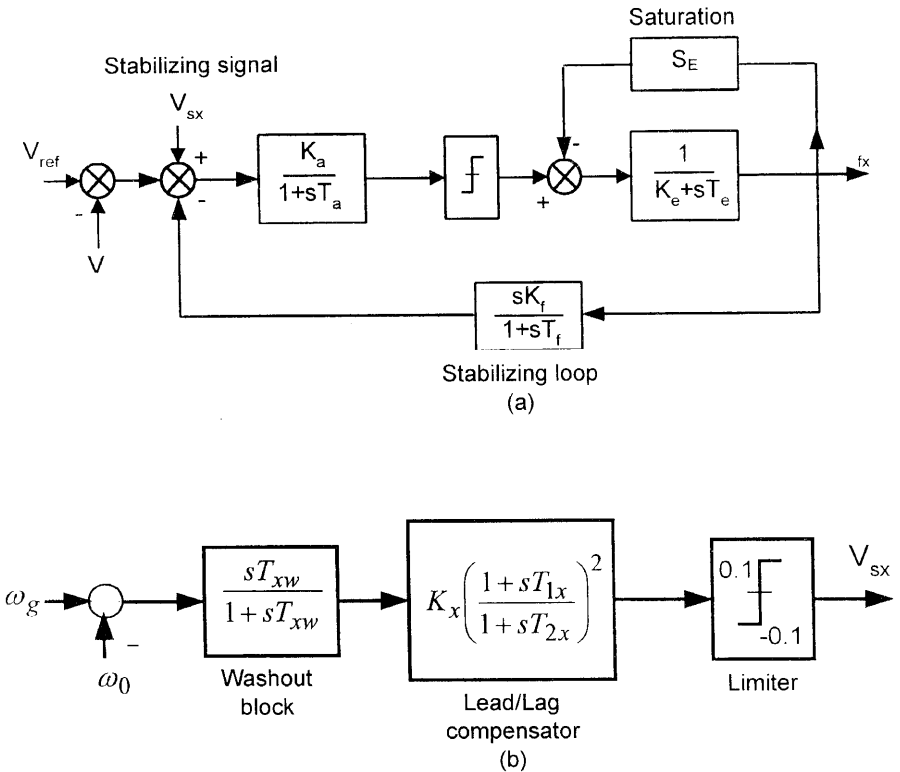 Saturation
S_E
Stabilizing signal
V_sx
V_ref
+
-
-
V
K_a
1+sT_a
-
+
1
K_e+sT_e
fx
sK_f
1+sT_f
Stabilizing loop
(a)
ω_g
−
ω_0
sT_xw
1+sT_xw
Washout
block
K_x(1+sT_1x / 1+sT_2x)^2
Lead/Lag
compensator
(b)
0.1
-0.1
Limiter
V_sx